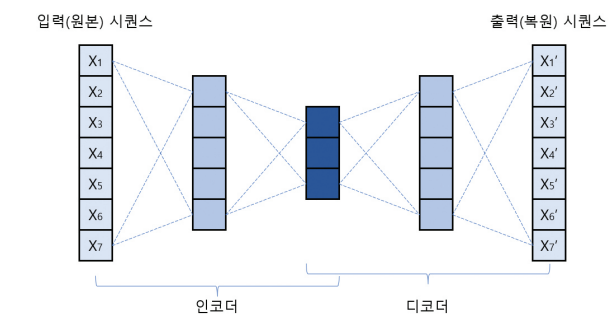 입력(원본) 시퀀스
출력(복원) 시퀀스
X1
X2
X3
X4
X5
X6
X7
X1′
X2′
X3′
X4′
X5′
X6′
X7′
인코더
디코더